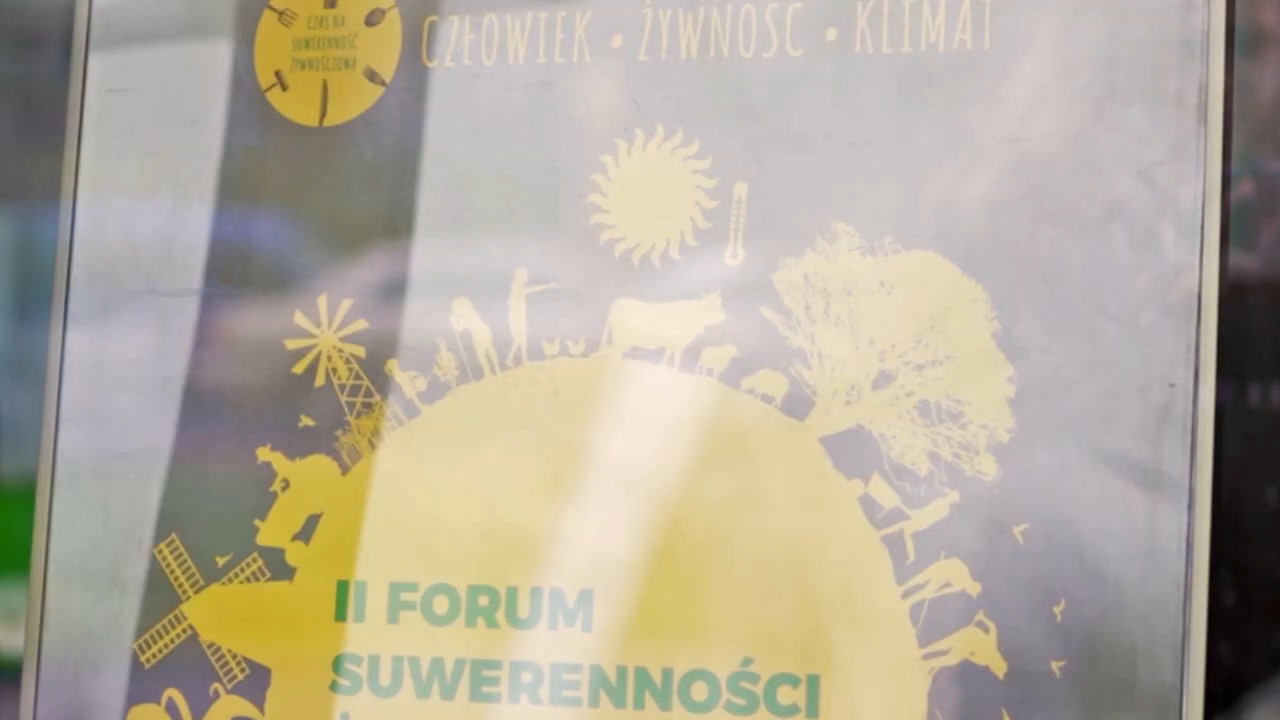 CZAS NA
SUWERENNOŚĆ
ŻYWNOŚCIOWĄ
CZŁOWIEK • ŻYWNOŚĆ • KLIMAT
II FORUM
SUWERENNOŚCI